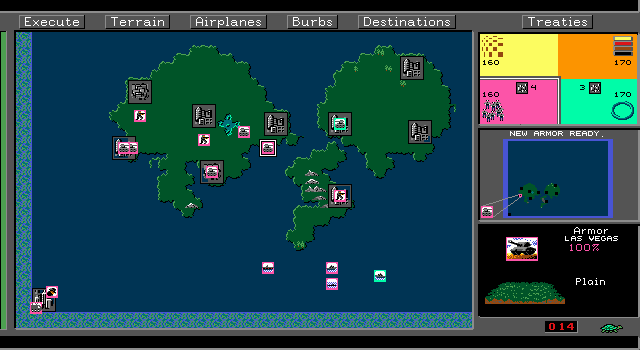 Execute Terrain Airplanes Burbs Destinations Treaties
160 170
4 3
160 170
NEW ARMOR READY.
Armor
LAS VEGAS
100%
Plain
014